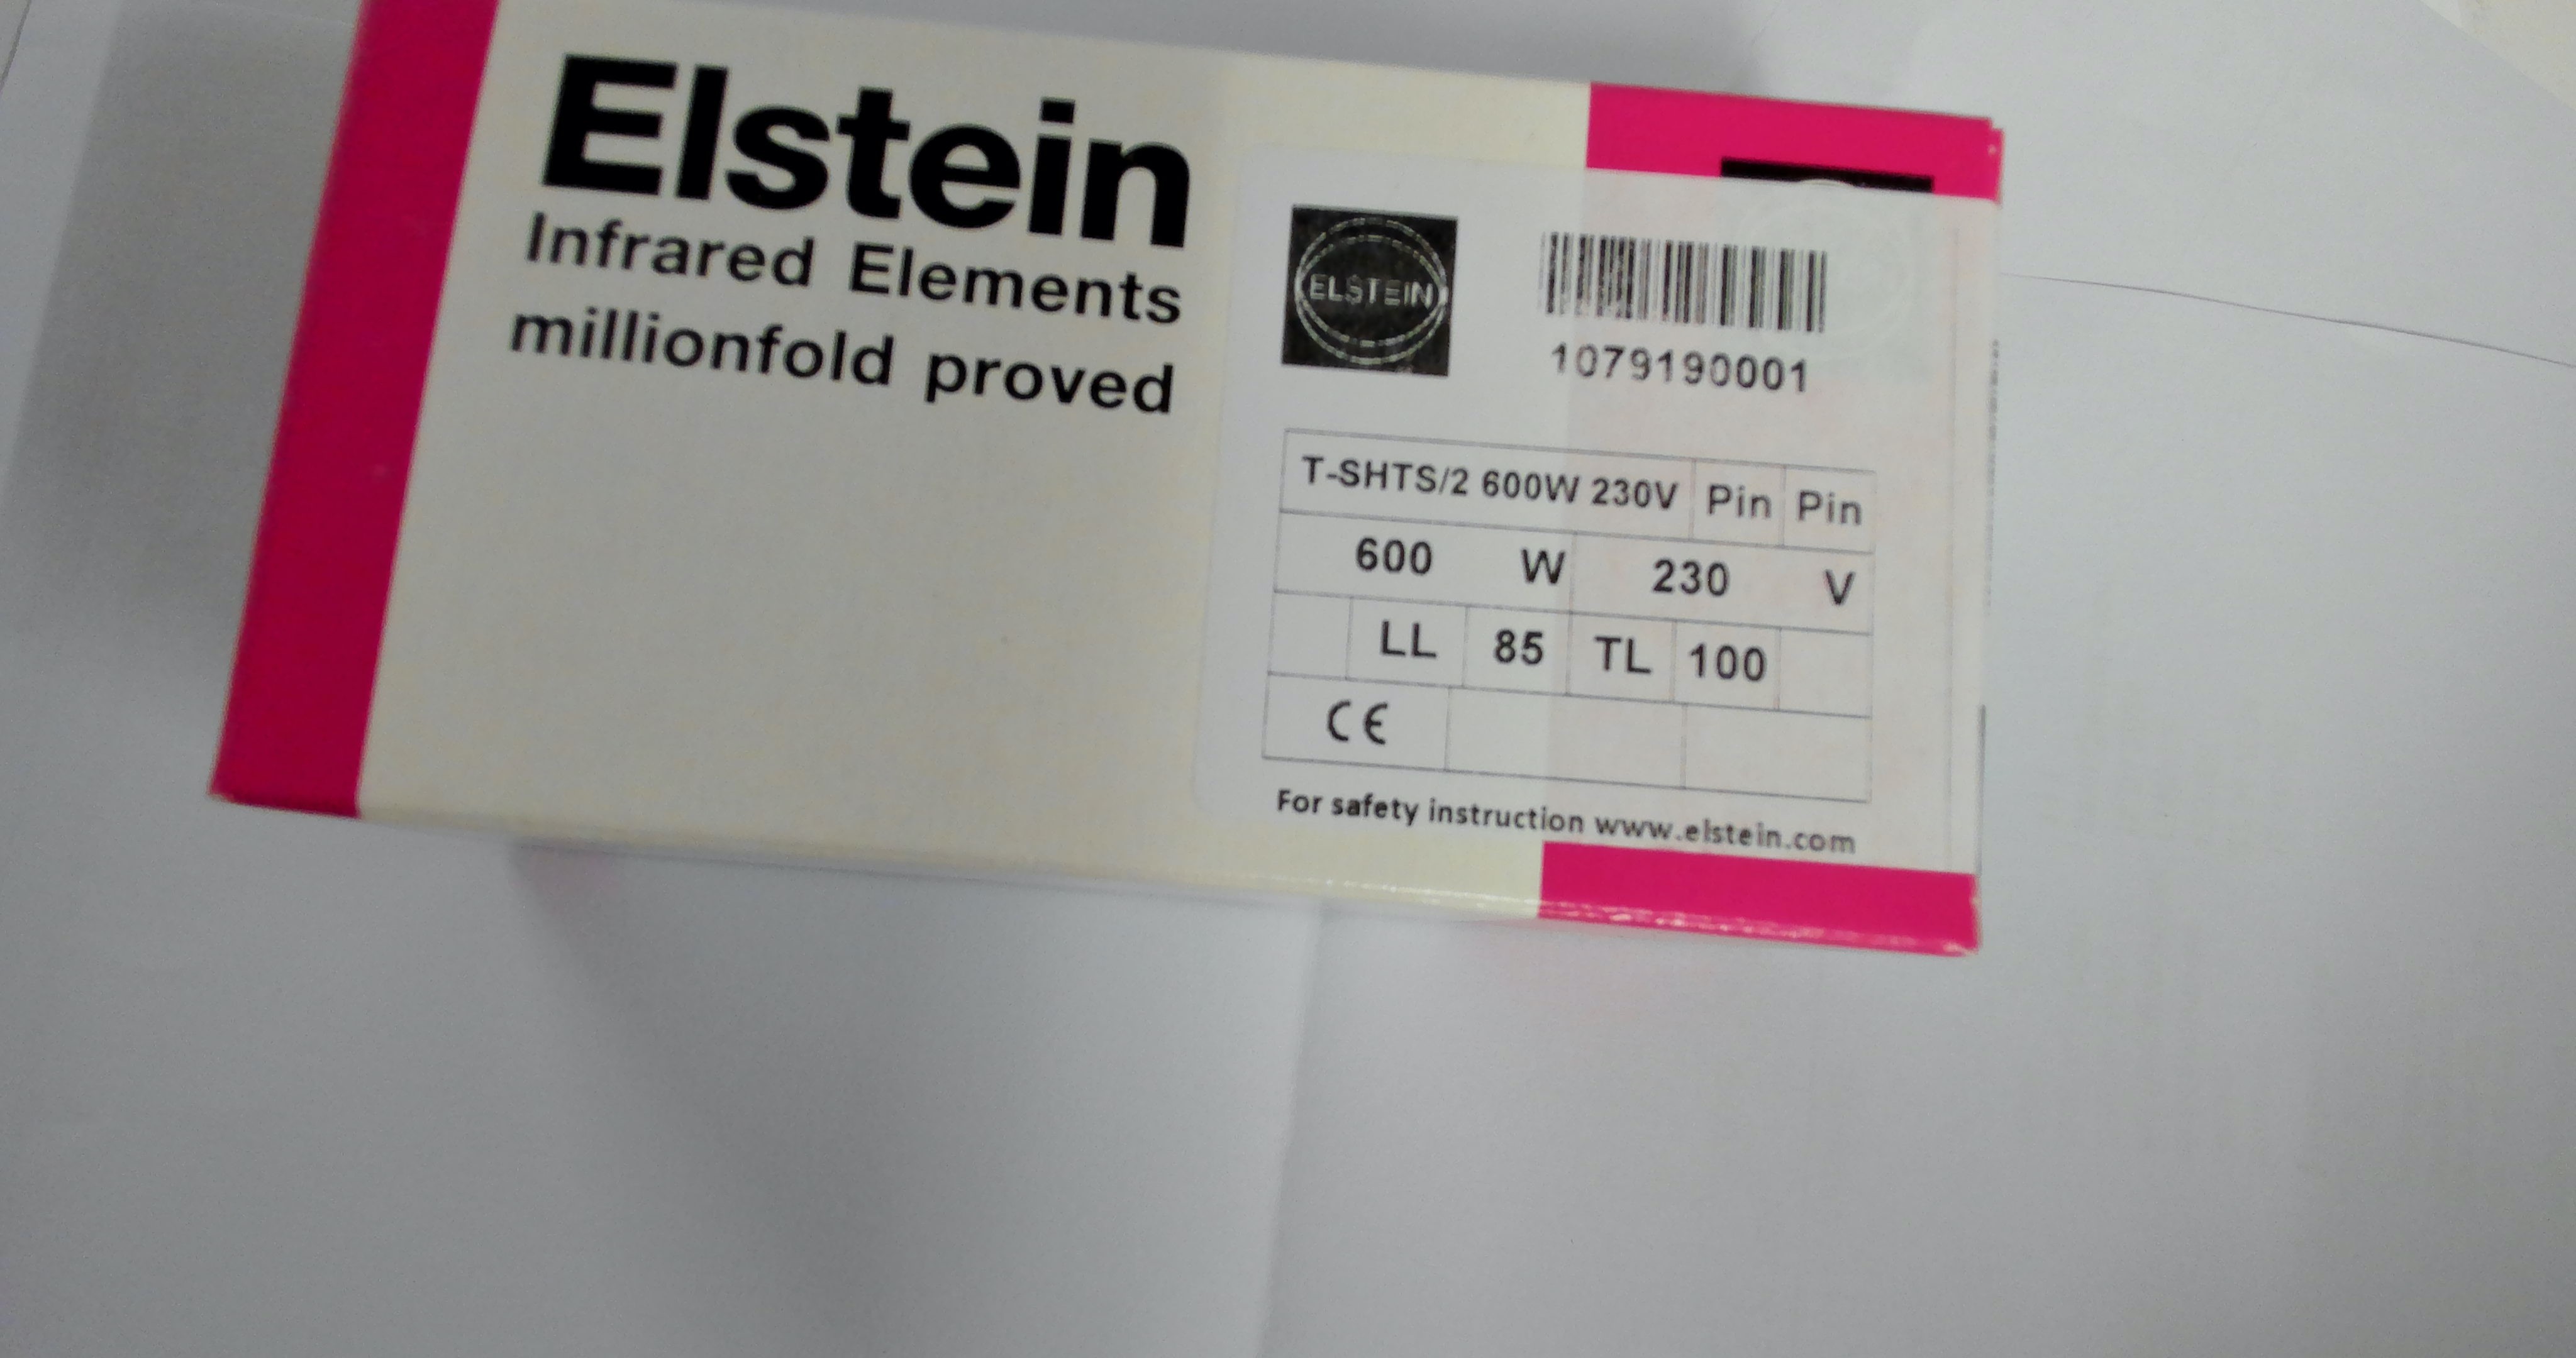 Elstein
Infrared Elements
millionfold proved
ELSTEIN
1079190001
T-SHTS/2 600W 230V Pin Pin
600 W 230 V
LL 85 TL 100
CE
For safety instruction www.elstein.com